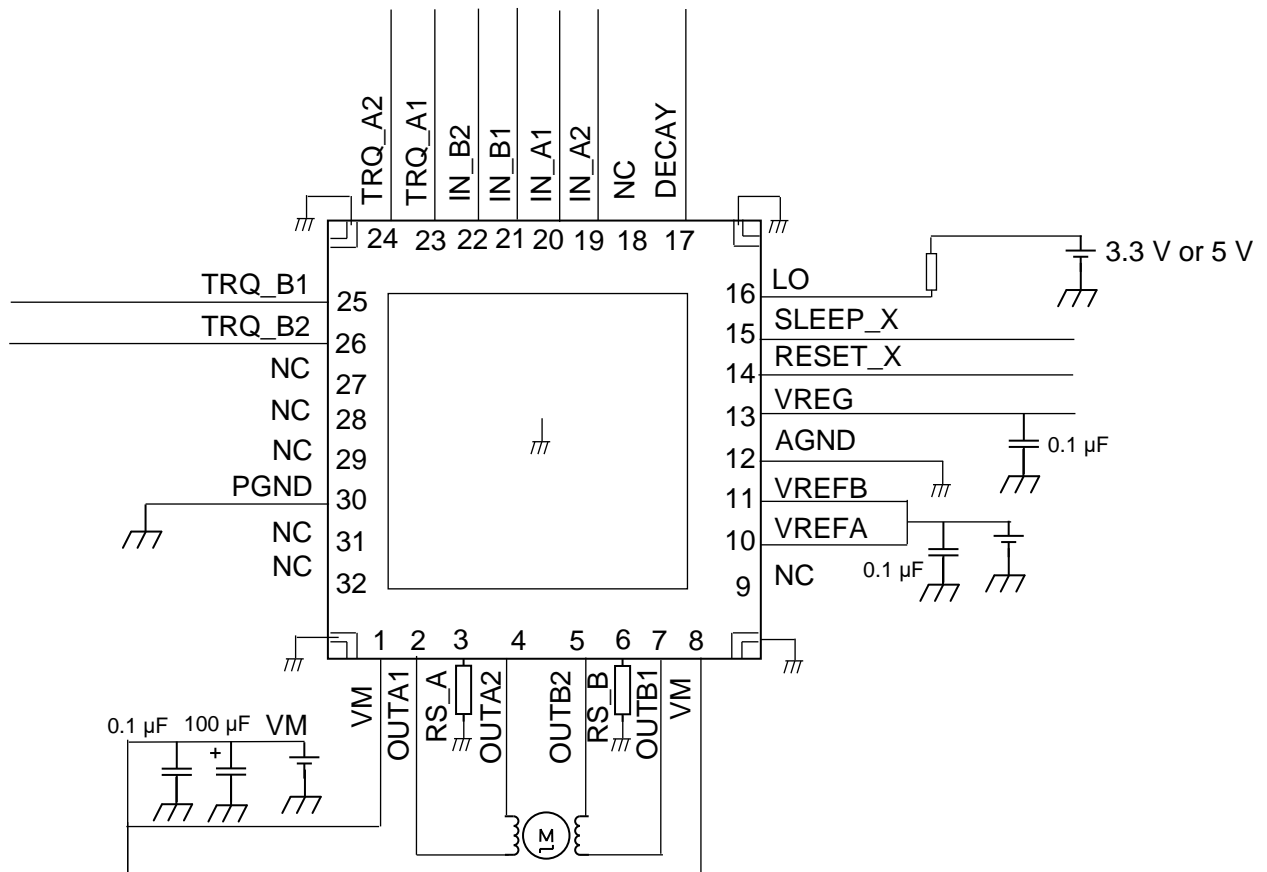 TRQ_A2
TRQ_A1
IN_B2
IN_B1
IN_A1
IN_A2
NC
DECAY
24
23
22
21
20
19
18
17
TRQ_B1
25
TRQ_B2
26
NC
27
NC
28
NC
29
PGND
30
NC
31
NC
32
16
LO
3.3 V or 5 V
15
SLEEP_X
14
RESET_X
13
VREG
0.1 µF
12
AGND
11
VREFB
10
VREFA
0.1 µF
9
NC
1
2
3
4
5
6
7
8
VM
OUTA1
RS_A
OUTA2
OUTB2
RS_B
OUTB1
VM
0.1 µF
100 µF
VM
+
M